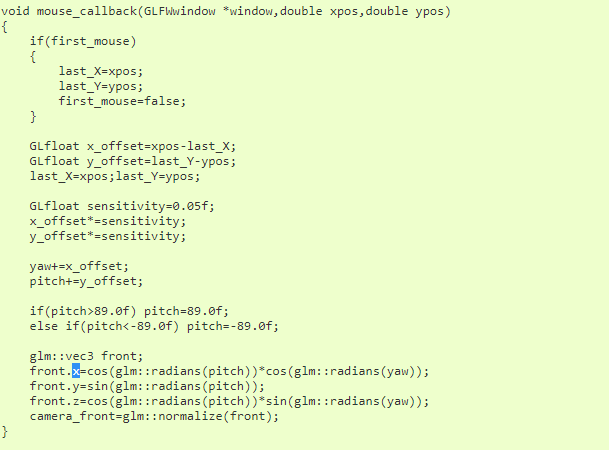 void mouse_callback(GLFWwindow *window,double xpos,double ypos)
{
    if(first_mouse)
    {
        last_X=xpos;
        last_Y=ypos;
        first_mouse=false;
    }

    GLfloat x_offset=xpos-last_X;
    GLfloat y_offset=last_Y-ypos;
    last_X=xpos;last_Y=ypos;

    GLfloat sensitivity=0.05f;
    x_offset*=sensitivity;
    y_offset*=sensitivity;

    yaw+=x_offset;
    pitch+=y_offset;

    if(pitch>89.0f) pitch=89.0f;
    else if(pitch<-89.0f) pitch=-89.0f;

    glm::vec3 front;
    front.x=cos(glm::radians(pitch))*cos(glm::radians(yaw));
    front.y=sin(glm::radians(pitch));
    front.z=cos(glm::radians(pitch))*sin(glm::radians(yaw));
    camera_front=glm::normalize(front);
}